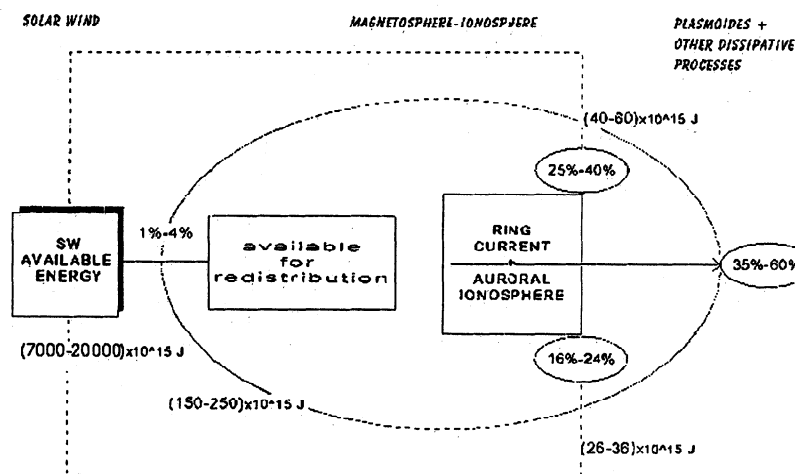 SOLAR WIND
MAGNETOSPHERE-IONOSPJERE
PLASMOIDES +
OTHER DISSIPATIVE
PROCESSES
(40-60)x10^15 J
25%-40%
1%-4%
SW
AVAILABLE
ENERGY
available
for
redistribution
RING
CURRENT
AURORAL
IONOSPHERE
35%-60%
16%-24%
(7000-20000)x10^15 J
(150-250)x10^15 J
(26-36)x10^15 J